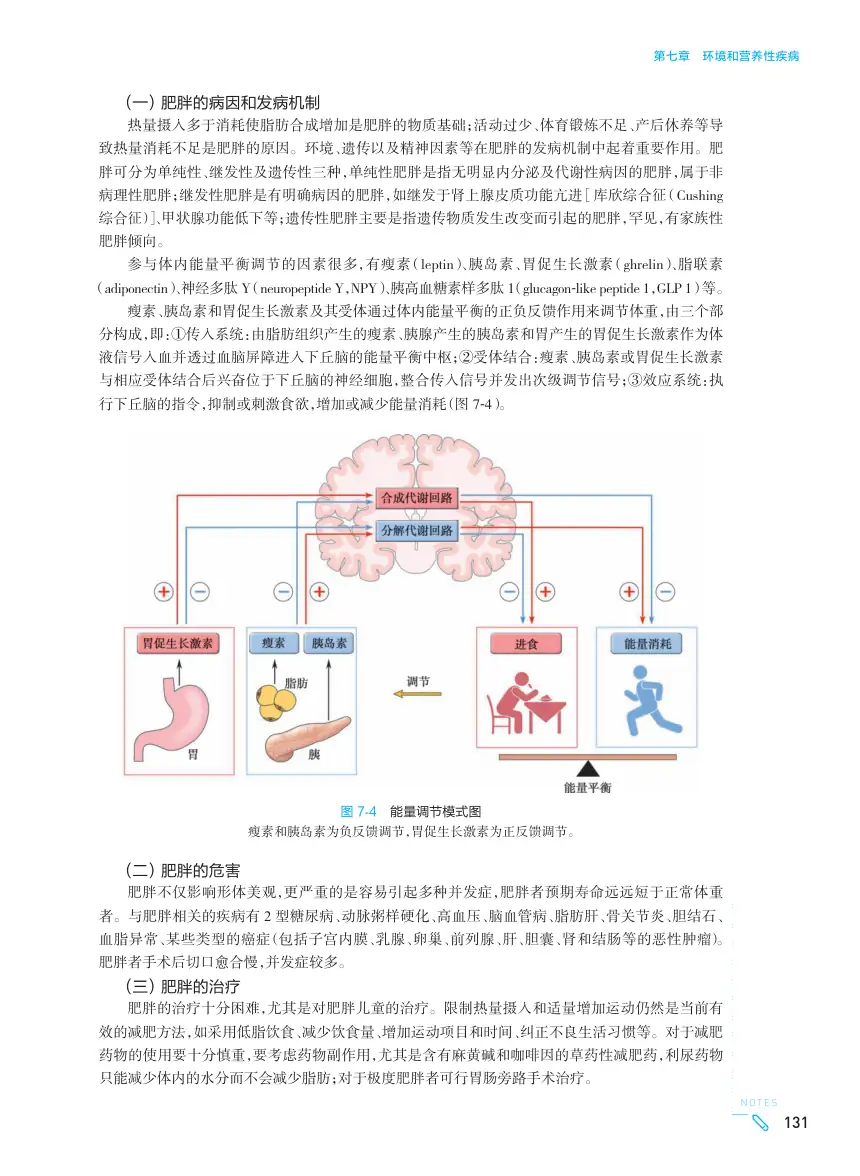 第七章 环境和营养性疾病
(一)肥胖的病因和发病机制
热量摄入多于消耗使脂肪合成增加是肥胖的物质基础;活动过少、体育锻炼不足、产后休养等导
致热量消耗不足是肥胖的原因。环境、遗传以及精神因素等在肥胖的发病机制中起着重要作用。肥
胖可分为单纯性、继发性及遗传性三种,单纯性肥胖是指无明显内分泌及代谢性病因的肥胖,属于非
病理性肥胖;继发性肥胖是有明确病因的肥胖,如继发于肾上腺皮质功能亢进[库欣综合征(Cushing
综合征)]、甲状腺功能低下等;遗传性肥胖主要是指遗传物质发生改变而引起的肥胖,罕见,有家族性
肥胖倾向。
参与体内能量平衡调节的因素很多,有瘦素(leptin)、胰岛素、胃促生长激素(ghrelin)、脂联素
(adiponectin)、神经多肽 Y(neuropeptide Y,NPY)、胰高血糖素样多肽 1(glucagon-like peptide 1,GLP 1)等。
瘦素、胰岛素和胃促生长激素及其受体通过体内能量平衡的正负反馈作用来调节体重,由三个部
分构成,即:①传入系统:由脂肪组织产生的瘦素、胰腺产生的胰岛素和胃产生的胃促生长激素作为体
液信号入血并透过血脑屏障进入下丘脑的能量平衡中枢;②受体结合:瘦素、胰岛素或胃促生长激素
与相应受体结合后兴奋位于下丘脑的神经细胞,整合传入信号并发出次级调节信号;③效应系统:执
行下丘脑的指令,抑制或刺激食欲,增加或减少能量消耗(图 7-4)。
合成代谢回路
分解代谢回路
+ − − + − + + −
胃促生长激素 瘦素 胰岛素 进食 能量消耗
脂肪
调节
胃 胰
能量平衡
图 7-4 能量调节模式图
瘦素和胰岛素为负反馈调节,胃促生长激素为正反馈调节。
(二)肥胖的危害
肥胖不仅影响形体美观,更严重的是容易引起多种并发症,肥胖者预期寿命远远短于正常体重
者。与肥胖相关的疾病有 2 型糖尿病、动脉粥样硬化、高血压、脑血管病、脂肪肝、骨关节炎、胆结石、
血脂异常、某些类型的癌症(包括子宫内膜、乳腺、卵巢、前列腺、肝、胆囊、肾和结肠等的恶性肿瘤)。
肥胖者手术后切口愈合慢,并发症较多。
(三)肥胖的治疗
肥胖的治疗十分困难,尤其是对肥胖儿童的治疗。限制热量摄入和适量增加运动仍然是当前有
效的减肥方法,如采用低脂饮食、减少饮食量、增加运动项目和时间、纠正不良生活习惯等。对于减肥
药物的使用要十分慎重,要考虑药物副作用,尤其是含有麻黄碱和咖啡因的草药性减肥药,利尿药物
只能减少体内的水分而不会减少脂肪;对于极度肥胖者可行胃肠旁路手术治疗。
NOTES
131